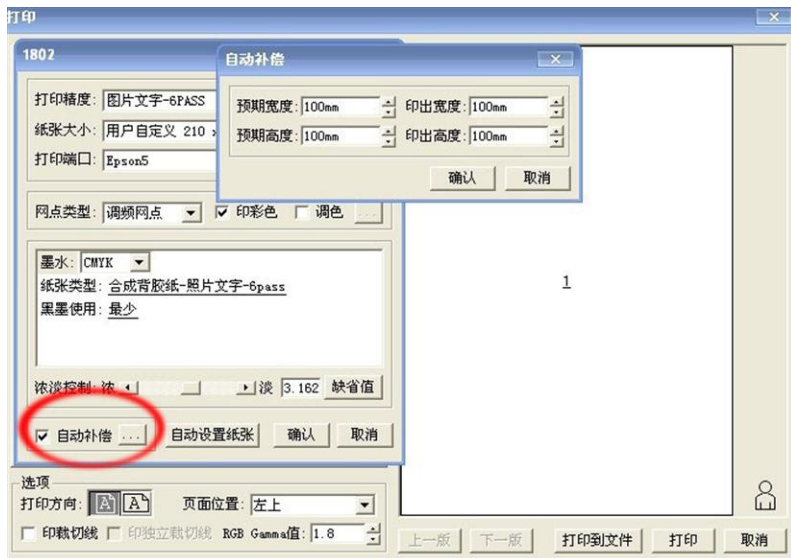 打印
1802
打印精度: 图片文字-6PASS
纸张大小: 用户自定义 210 x
打印端口: Epson5
网点类型: 调频网点 印彩色 调色 ...
墨水: CMYK
纸张类型: 合成背胶纸-照片文字-6pass
黑墨使用: 最少
浓淡控制: 浓 淡 3.162 缺省值
自动补偿 ... 自动设置纸张 确认 取消
自动补偿
预期宽度: 100mm 印出宽度: 100mm
预期高度: 100mm 印出高度: 100mm
确认 取消
1
选项
打印方向: A A 页面位置: 左上
印裁切线 印独立裁切线 RGB Gamma值: 1.8
上一版 下一版 打印到文件 打印 取消